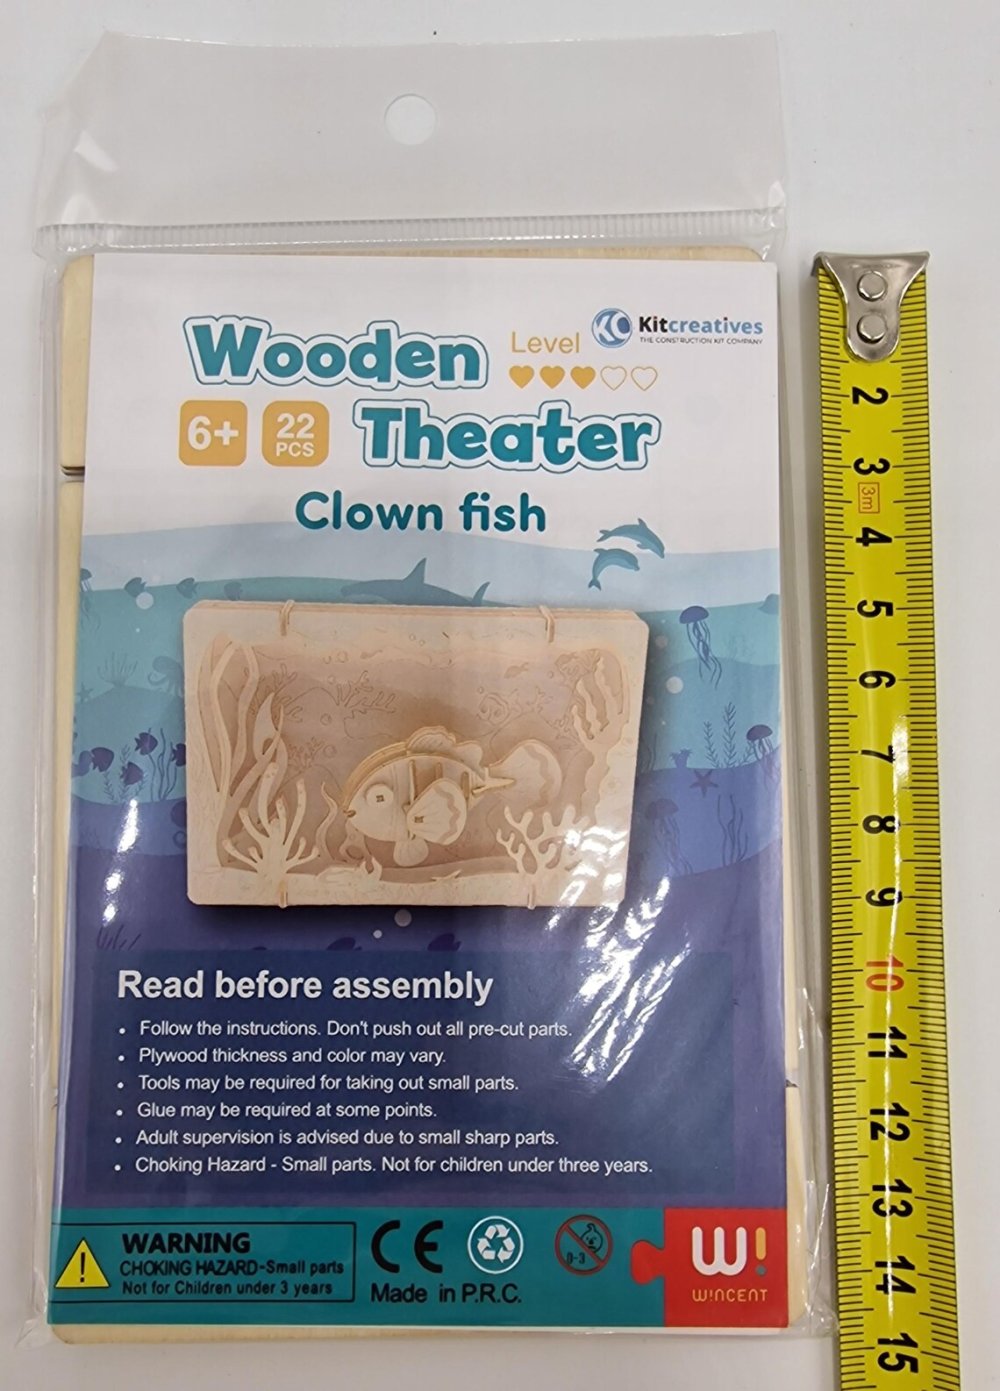 Wooden
Level
Kitcreatives
THE CONSTRUCTION KIT COMPANY
6+
22
PCS
Theater
Clown fish
Read before assembly
• Follow the instructions. Don't push out all pre-cut parts.
• Plywood thickness and color may vary.
• Tools may be required for taking out small parts.
• Glue may be required at some points.
• Adult supervision is advised due to small sharp parts.
• Choking Hazard - Small parts. Not for children under three years.
WARNING
CHOKING HAZARD-Small parts
Not for Children under 3 years
CE
0-3
Made in P.R.C.
W!
W!NCENT
2
3
3m
4
5
6
7
8
9
10
11
12
13
14
15